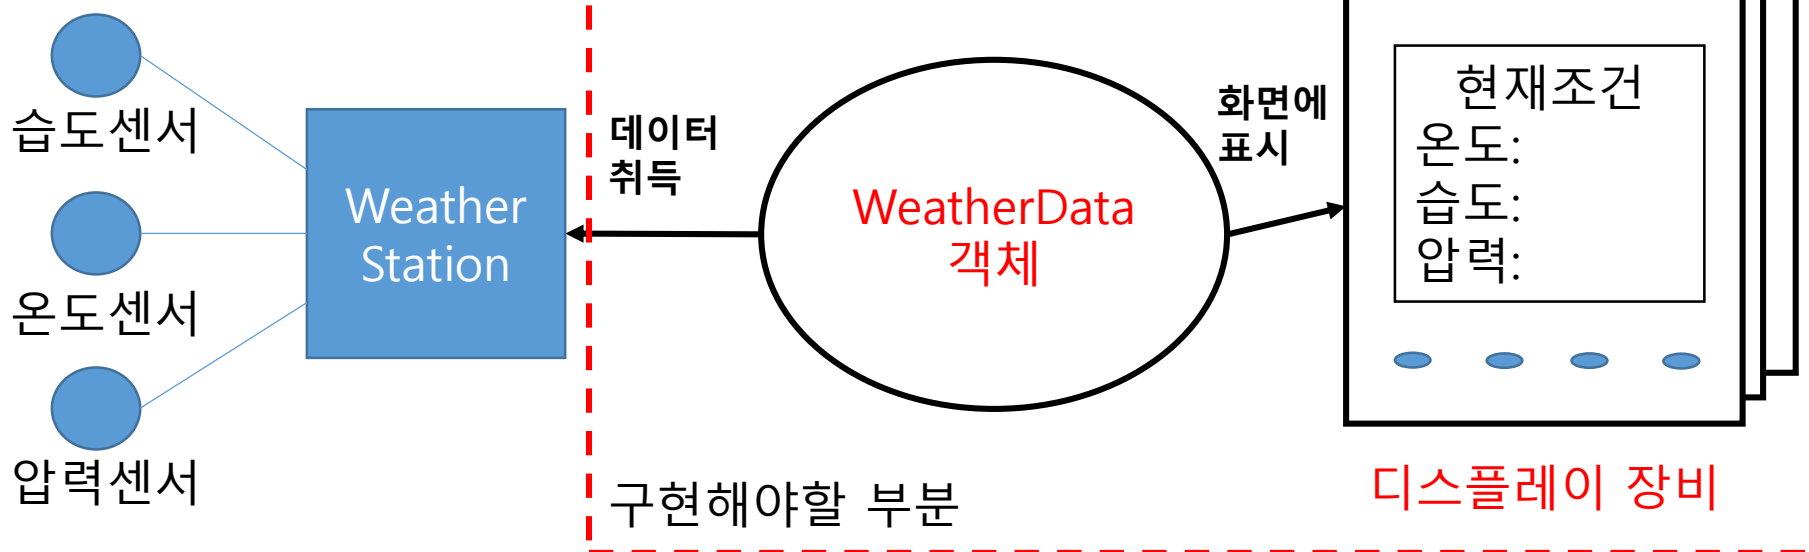 습도센서
온도센서
압력센서
Weather
Station
데이터
취득
WeatherData
객체
화면에
표시
현재조건
온도:
습도:
압력:
구현해야할 부분
디스플레이 장비